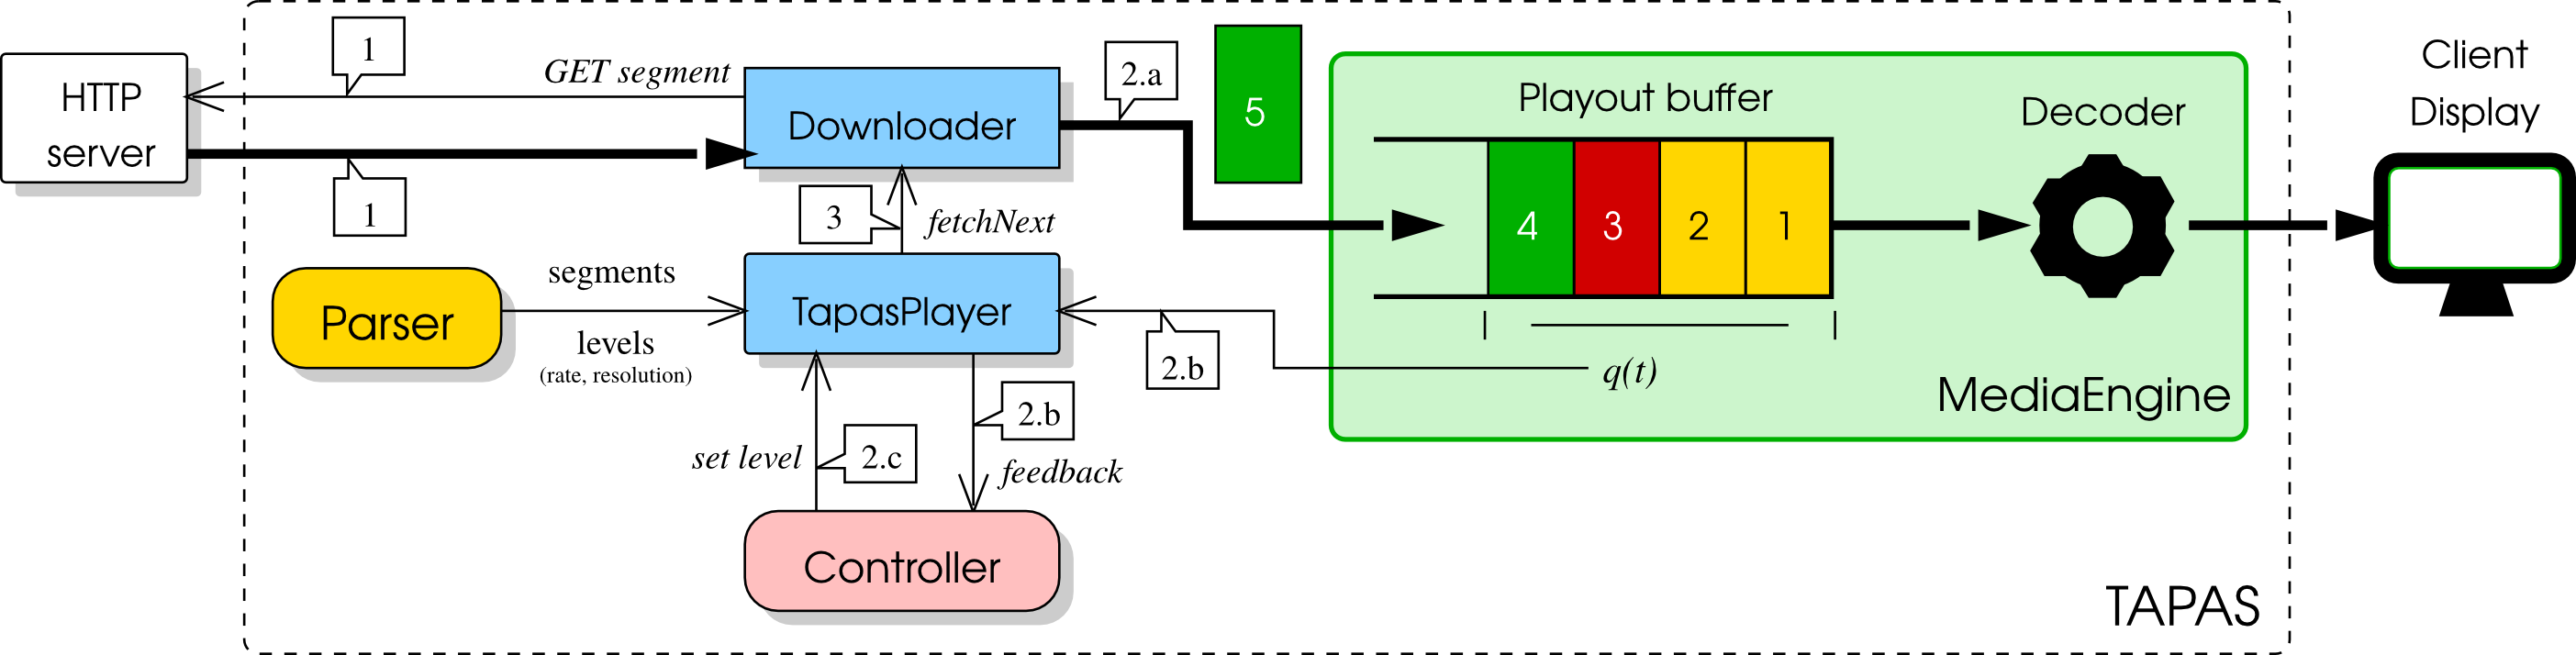 HTTP
server
1
GET segment
1
Downloader
2.a
5
Playout buffer
4
3
2
1
Decoder
Client
Display
3
fetchNext
Parser
segments
levels
(rate, resolution)
TapasPlayer
2.b
q(t)
MediaEngine
set level
2.c
2.b
feedback
Controller
TAPAS